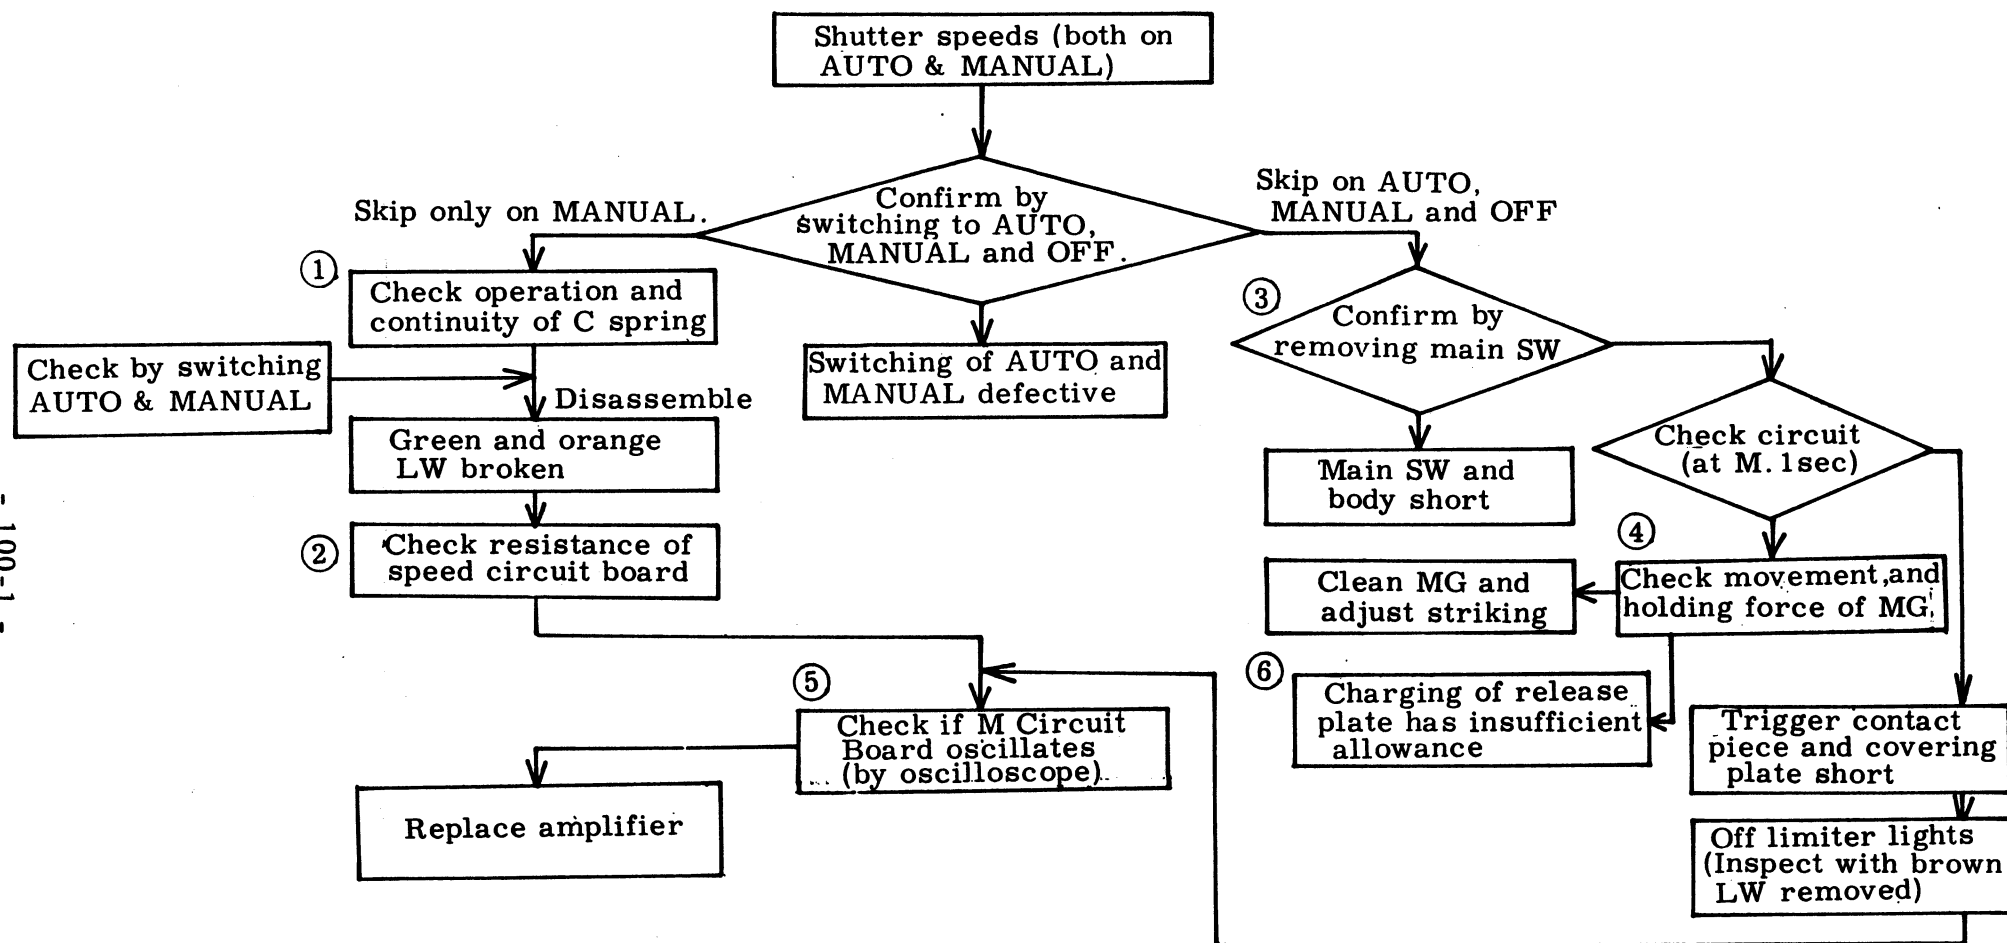 Shutter speeds (both on
AUTO & MANUAL)
Confirm by
switching to AUTO,
MANUAL and OFF.
Skip only on MANUAL.
Skip on AUTO,
MANUAL and OFF
①
Check operation and
continuity of C spring
Check by switching
AUTO & MANUAL
Disassemble
Green and orange
LW broken
②
Check resistance of
speed circuit board
Switching of AUTO and
MANUAL defective
③
Confirm by
removing main SW
Main SW and
body short
Check circuit
(at M. 1sec)
④
Check movement, and
holding force of MG.
Clean MG and
adjust striking
⑥
Charging of release
plate has insufficient
allowance
Trigger contact
piece and covering
plate short
Off limiter lights
(Inspect with brown
LW removed)
⑤
Check if M Circuit
Board oscillates
(by oscilloscope)
Replace amplifier
- 100-1 -